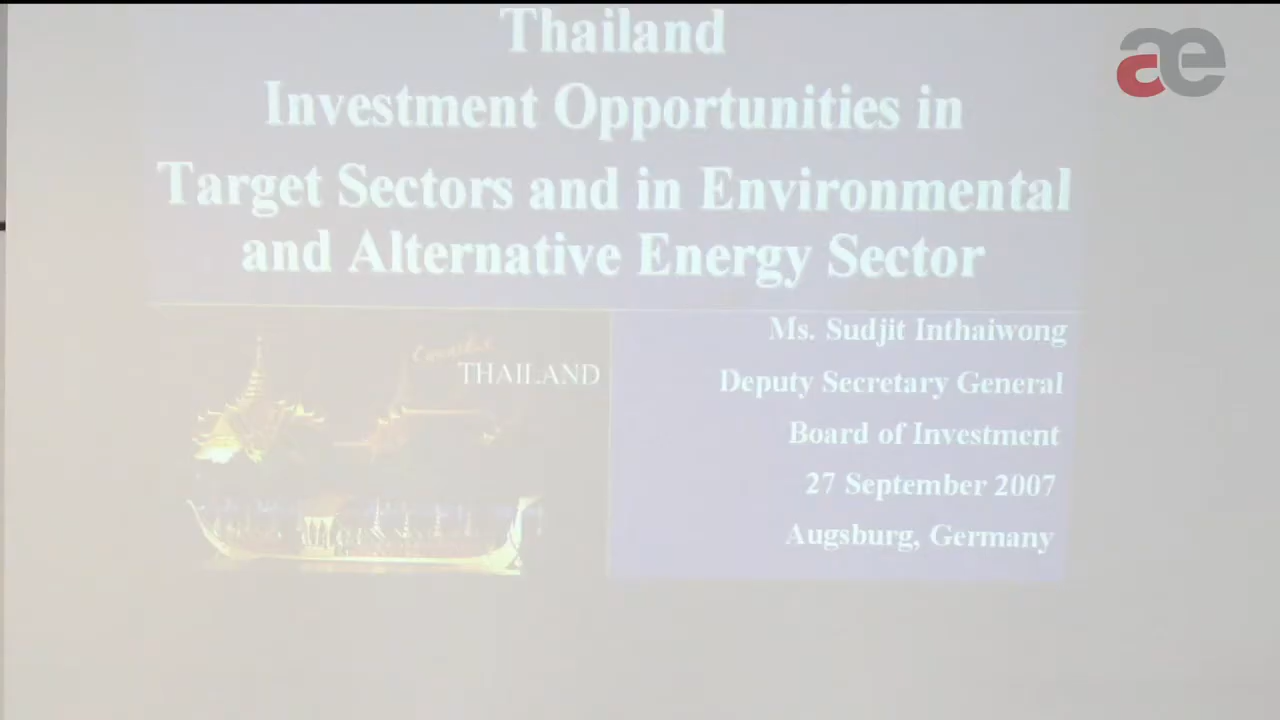 ae
Thailand
Investment Opportunities in
Target Sectors and in Environmental
and Alternative Energy Sector
THAILAND
Ms. Sudjit Inthaiwong
Deputy Secretary General
Board of Investment
27 September 2007
Augsburg, Germany